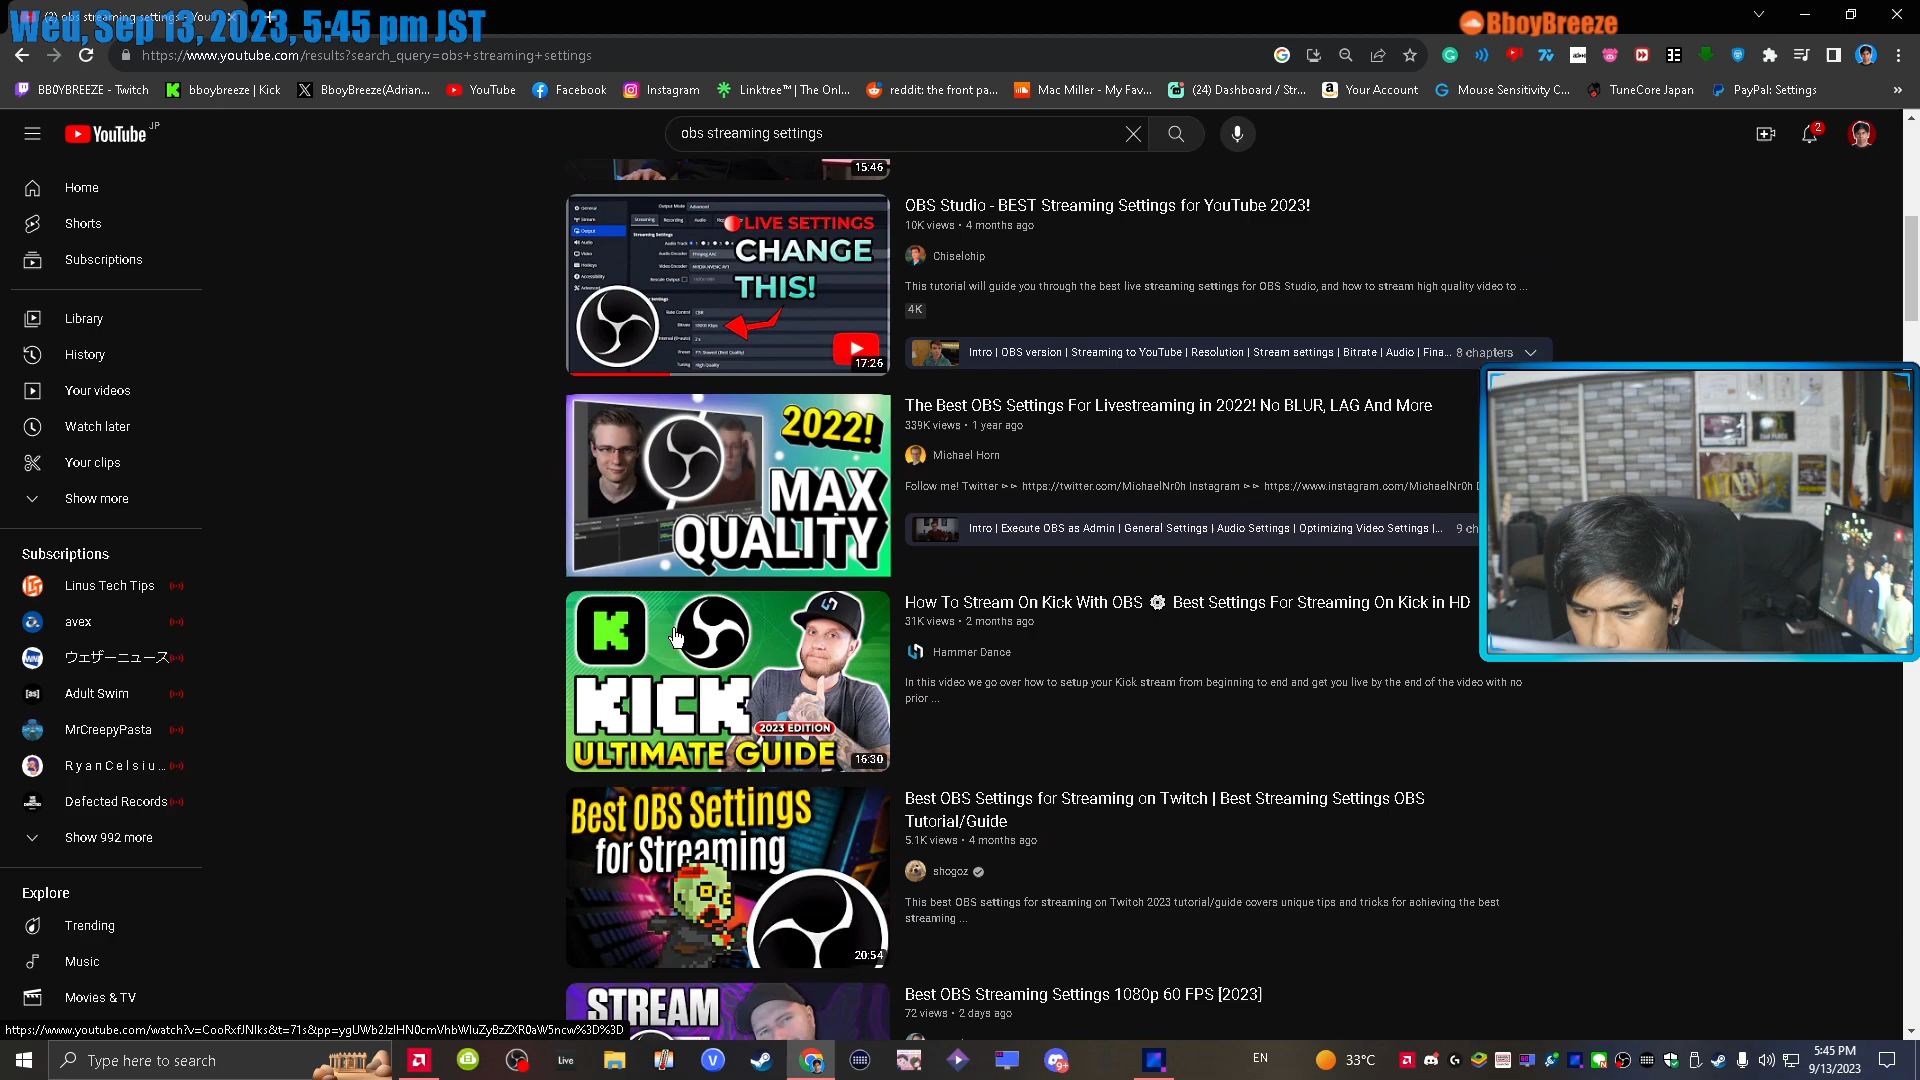 (2) obs streaming settings - You
Wed, Sep 13, 2023, 5:45 pm JST
BboyBreeze
https://www.youtube.com/results?search_query=obs+streaming+settings
BBOYBREEZE - Twitch
bboybreeze | Kick
BboyBreeze(Adrian...
YouTube
Facebook
Instagram
Linktree™ | The Onl...
reddit: the front pa...
Mac Miller - My Fav...
(24) Dashboard / Str...
Your Account
Mouse Sensitivity C...
TuneCore Japan
PayPal: Settings
YouTube JP
obs streaming settings
2
Home
Shorts
Subscriptions
Library
History
Your videos
Watch later
Your clips
Show more
Subscriptions
Linus Tech Tips
avex
ウェザーニュース
Adult Swim
MrCreepyPasta
R y a n C e l s i u ...
Defected Records
Show 992 more
Explore
Trending
Music
Movies & TV
15:46
LIVE SETTINGS
CHANGE
THIS!
17:26
OBS Studio - BEST Streaming Settings for YouTube 2023!
10K views • 4 months ago
Chiselchip
This tutorial will guide you through the best live streaming settings for OBS Studio, and how to stream high quality video to ...
4K
Intro | OBS version | Streaming to YouTube | Resolution | Stream settings | Bitrate | Audio | Fina... 8 chapters
2022!
MAX
QUALITY
The Best OBS Settings For Livestreaming in 2022! No BLUR, LAG And More
339K views • 1 year ago
Michael Horn
Follow me! Twitter ►► https://twitter.com/MichaelNr0h Instagram ►► https://www.instagram.com/MichaelNr0h
Intro | Execute OBS as Admin | General Settings | Audio Settings | Optimizing Video Settings |... 9 ch
K
KICK
2023 EDITION
ULTIMATE GUIDE
16:30
How To Stream On Kick With OBS ⚙ Best Settings For Streaming On Kick in HD
31K views • 2 months ago
Hammer Dance
In this video we go over how to setup your Kick stream from beginning to end and get you live by the end of the video with no
prior ...
Best OBS Settings
for Streaming
20:54
Best OBS Settings for Streaming on Twitch | Best Streaming Settings OBS
Tutorial/Guide
5.1K views • 4 months ago
shogoz
This best OBS settings for streaming on Twitch 2023 tutorial/guide covers unique tips and tricks for achieving the best
streaming ...
STREAM
Best OBS Streaming Settings 1080p 60 FPS [2023]
72 views • 2 days ago
WINNER
Type here to search
Live
EN
33°C
5:45 PM
9/13/2023